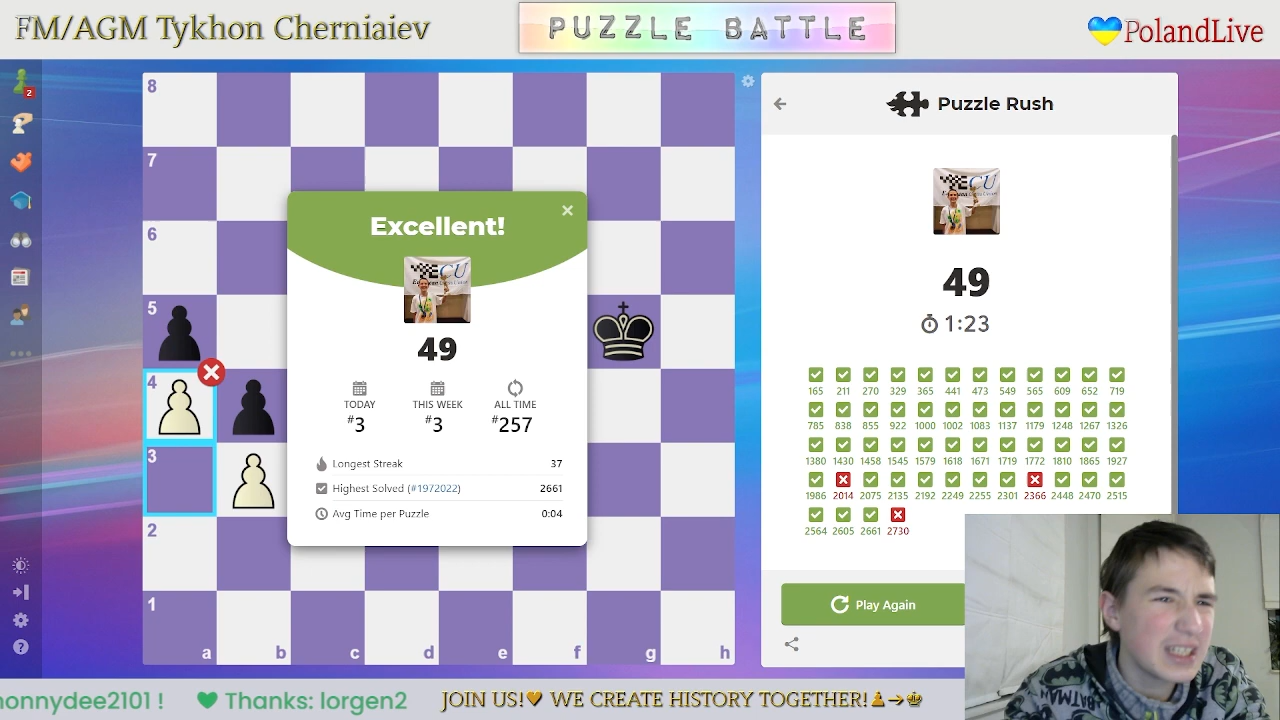 FM/AGM Tykhon Cherniaiev
PUZZLE BATTLE
PolandLive
2
8
7
6
5
4
3
2
1
a b c d e f g h
Excellent!
49
TODAY THIS WEEK ALL TIME
#3 #3 #257
Longest Streak 37
Highest Solved (#1972022) 2661
Avg Time per Puzzle 0:04
Puzzle Rush
49
1:23
165 211 270 329 365 441 473 549 565 609 652 719
785 838 855 922 1000 1002 1083 1137 1179 1248 1267 1326
1380 1430 1458 1545 1579 1618 1671 1719 1772 1810 1865 1927
1986 2014 2075 2135 2192 2249 2255 2301 2366 2448 2470 2515
2564 2605 2661 2730
Play Again
BATMAN
onnydee2101 ! Thanks: lorgen2 JOIN US! WE CREATE HISTORY TOGETHER!